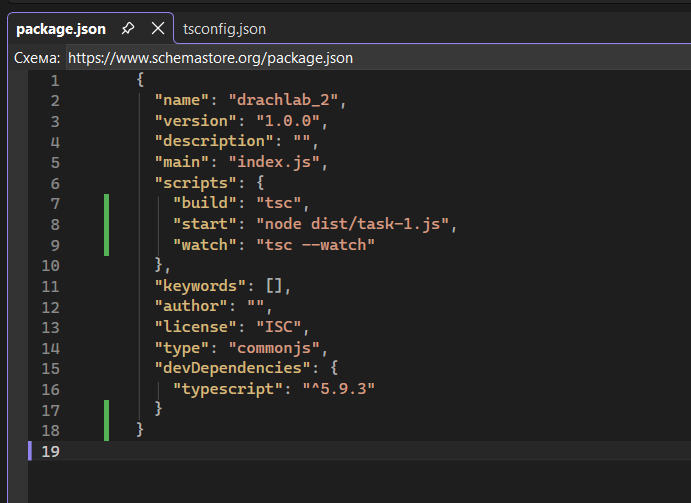 package.json
tsconfig.json
Схема: https://www.schemastore.org/package.json
1 {
2 "name": "drachlab_2",
3 "version": "1.0.0",
4 "description": "",
5 "main": "index.js",
6 "scripts": {
7 "build": "tsc",
8 "start": "node dist/task-1.js",
9 "watch": "tsc --watch"
10 },
11 "keywords": [],
12 "author": "",
13 "license": "ISC",
14 "type": "commonjs",
15 "devDependencies": {
16 "typescript": "^5.9.3"
17 }
18 }
19